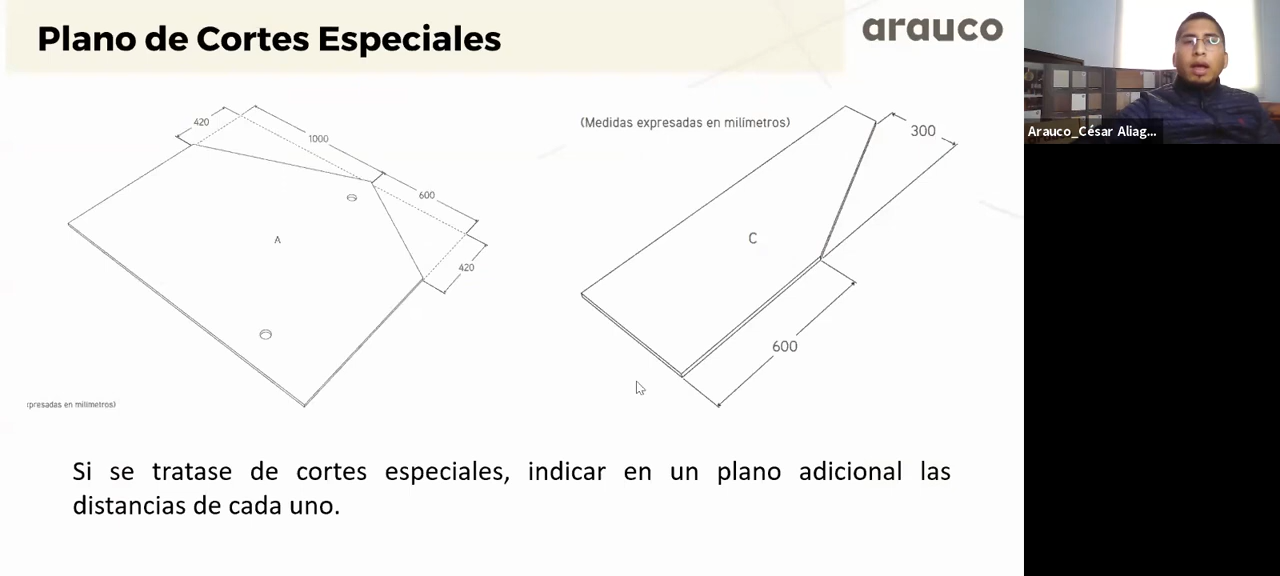 Plano de Cortes Especiales
arauco
Arauco_César Aliag...
420
1000
600
420
A
(Medidas expresadas en milímetros)
300
C
600
presadas en milímetros)
Si se tratase de cortes especiales, indicar en un plano adicional las
distancias de cada uno.